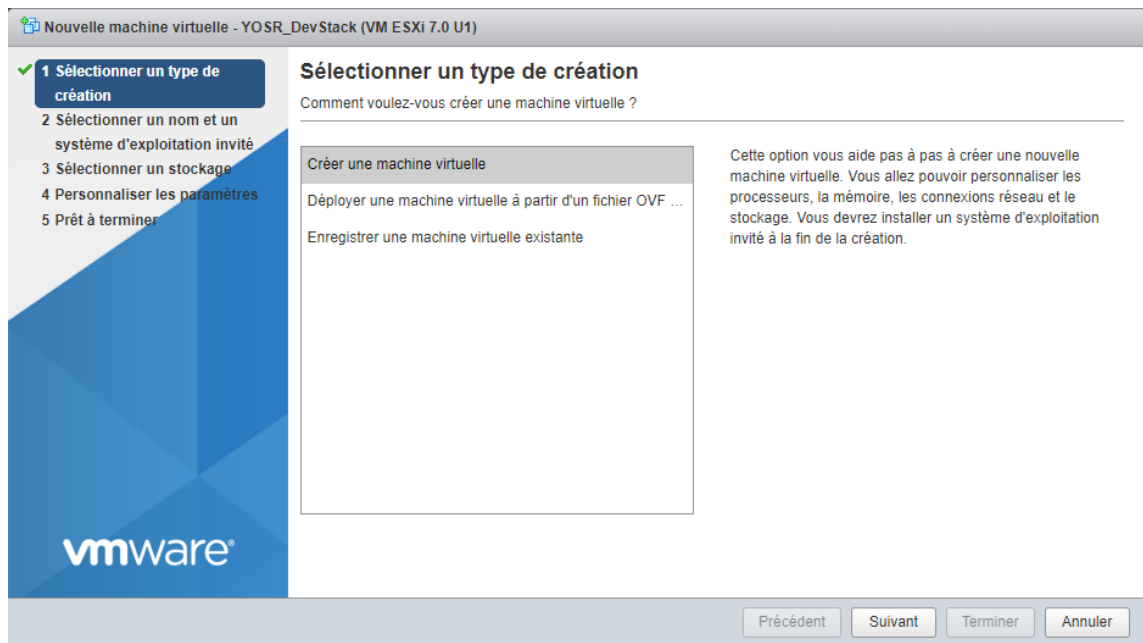 Nouvelle machine virtuelle - YOSR_DevStack (VM ESXi 7.0 U1)
1 Sélectionner un type de
création
2 Sélectionner un nom et un
système d'exploitation invité
3 Sélectionner un stockage
4 Personnaliser les paramètres
5 Prêt à terminer
vmware®
Sélectionner un type de création
Comment voulez-vous créer une machine virtuelle ?
Créer une machine virtuelle
Déployer une machine virtuelle à partir d'un fichier OVF ...
Enregistrer une machine virtuelle existante
Cette option vous aide pas à pas à créer une nouvelle
machine virtuelle. Vous allez pouvoir personnaliser les
processeurs, la mémoire, les connexions réseau et le
stockage. Vous devrez installer un système d'exploitation
invité à la fin de la création.
Précédent
Suivant
Terminer
Annuler